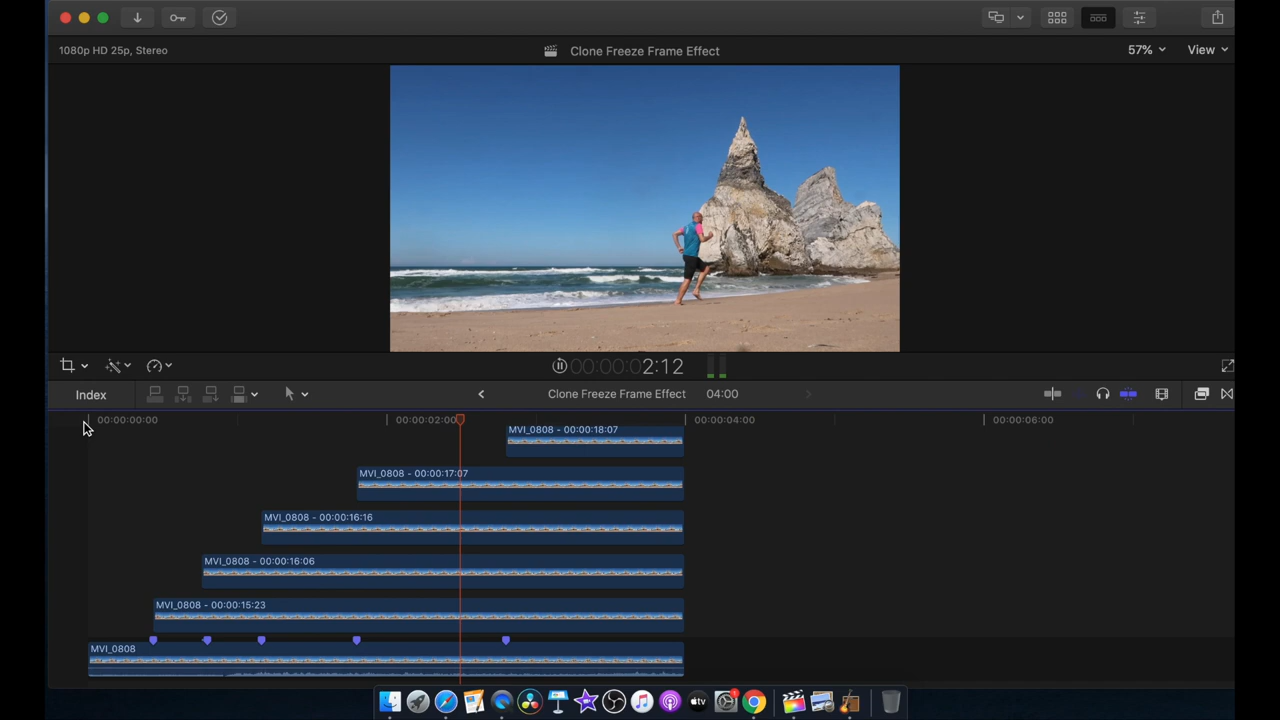 1080p HD 25p, Stereo
Clone Freeze Frame Effect
57%
View
00:00:00:02:12
Index
Clone Freeze Frame Effect
04:00
00:00:00:00
00:00:02:00
00:00:04:00
00:00:06:00
MVI_0808 - 00:00:18:07
MVI_0808 - 00:00:17:07
MVI_0808 - 00:00:16:16
MVI_0808 - 00:00:16:06
MVI_0808 - 00:00:15:23
MVI_0808
tv
1